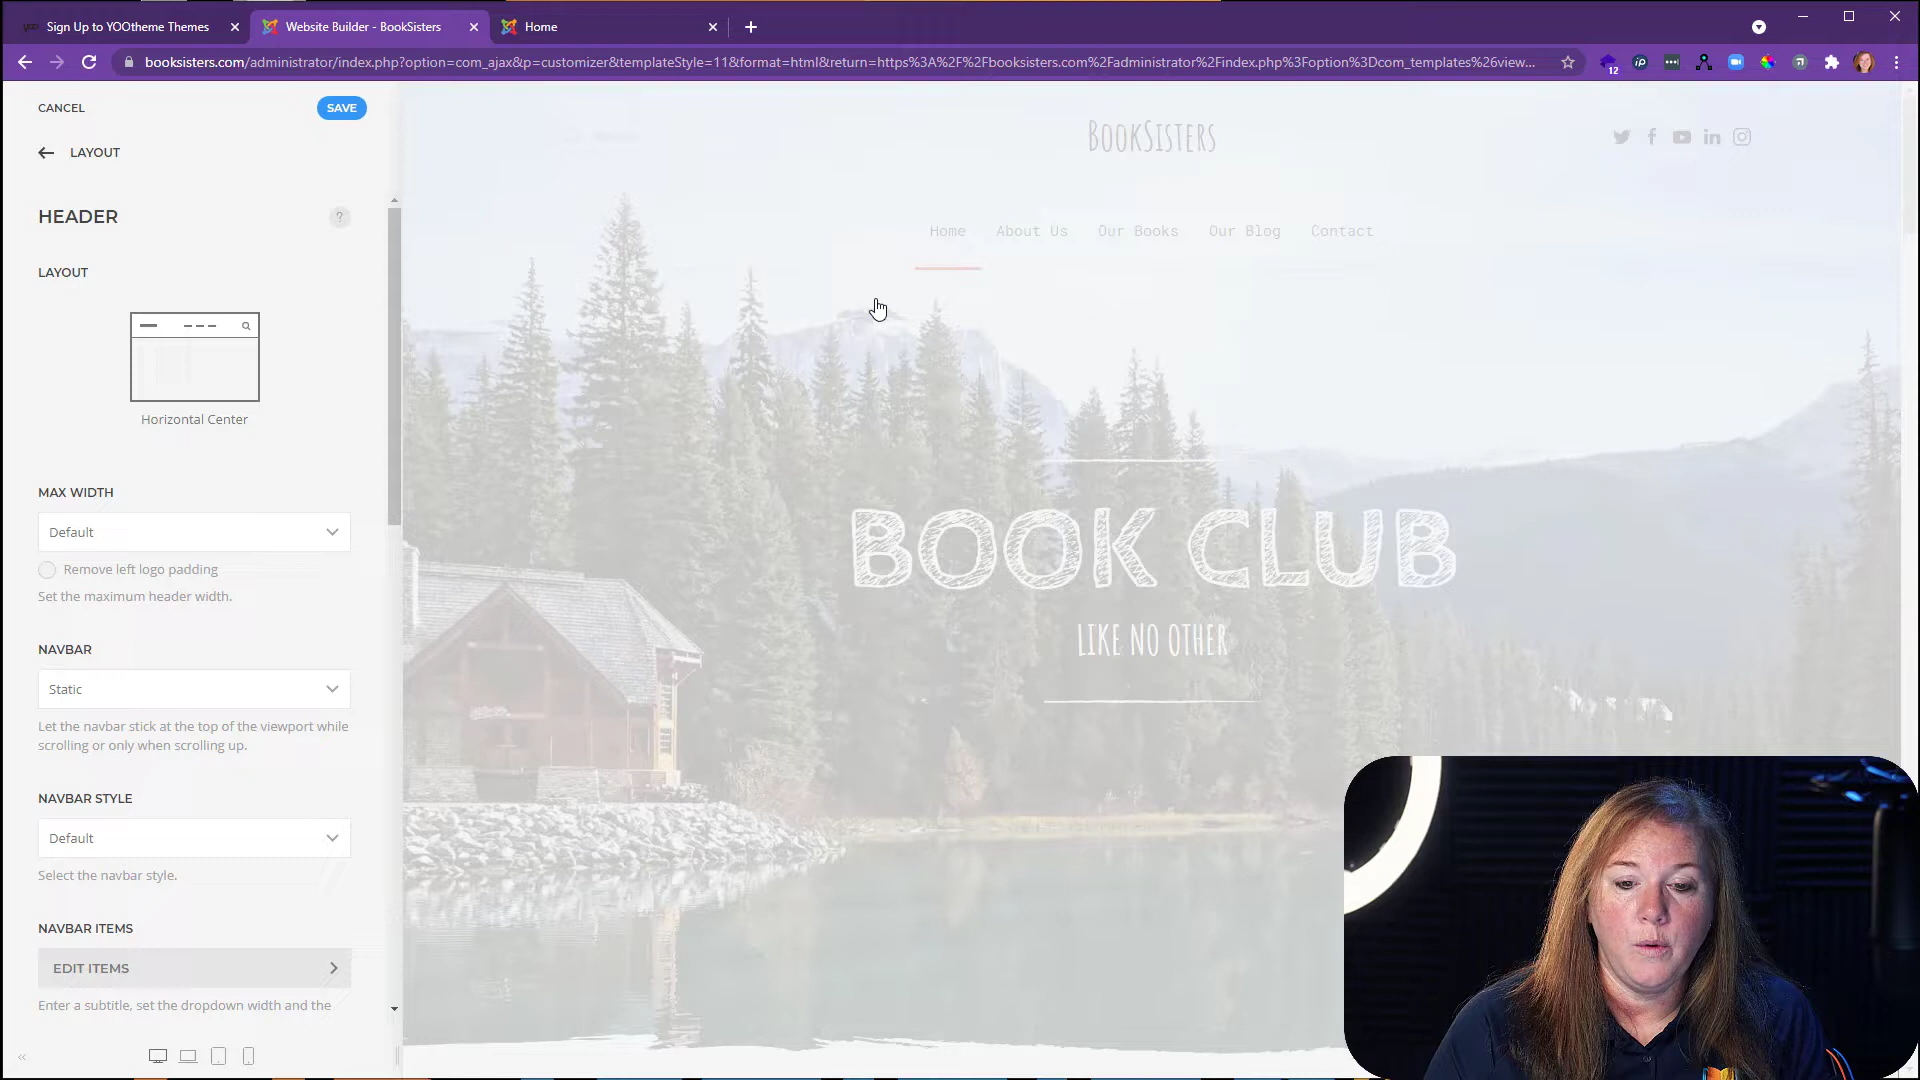 YOO Sign Up to YOOtheme Themes
Website Builder - BookSisters
Home
booksisters.com/administrator/index.php?option=com_ajax&p=customizer&templateStyle=11&format=html&return=https%3A%2F%2Fbooksisters.com%2Fadministrator%2Findex.php%3Foption%3Dcom_templates%26view...
12
CANCEL
SAVE
LAYOUT
HEADER
?
LAYOUT
Horizontal Center
MAX WIDTH
Default
Remove left logo padding
Set the maximum header width.
NAVBAR
Static
Let the navbar stick at the top of the viewport while
scrolling or only when scrolling up.
NAVBAR STYLE
Default
Select the navbar style.
NAVBAR ITEMS
EDIT ITEMS
Enter a subtitle, set the dropdown width and the
BookSisters
Home About Us Our Books Our Blog Contact
BOOK CLUB
LIKE NO OTHER